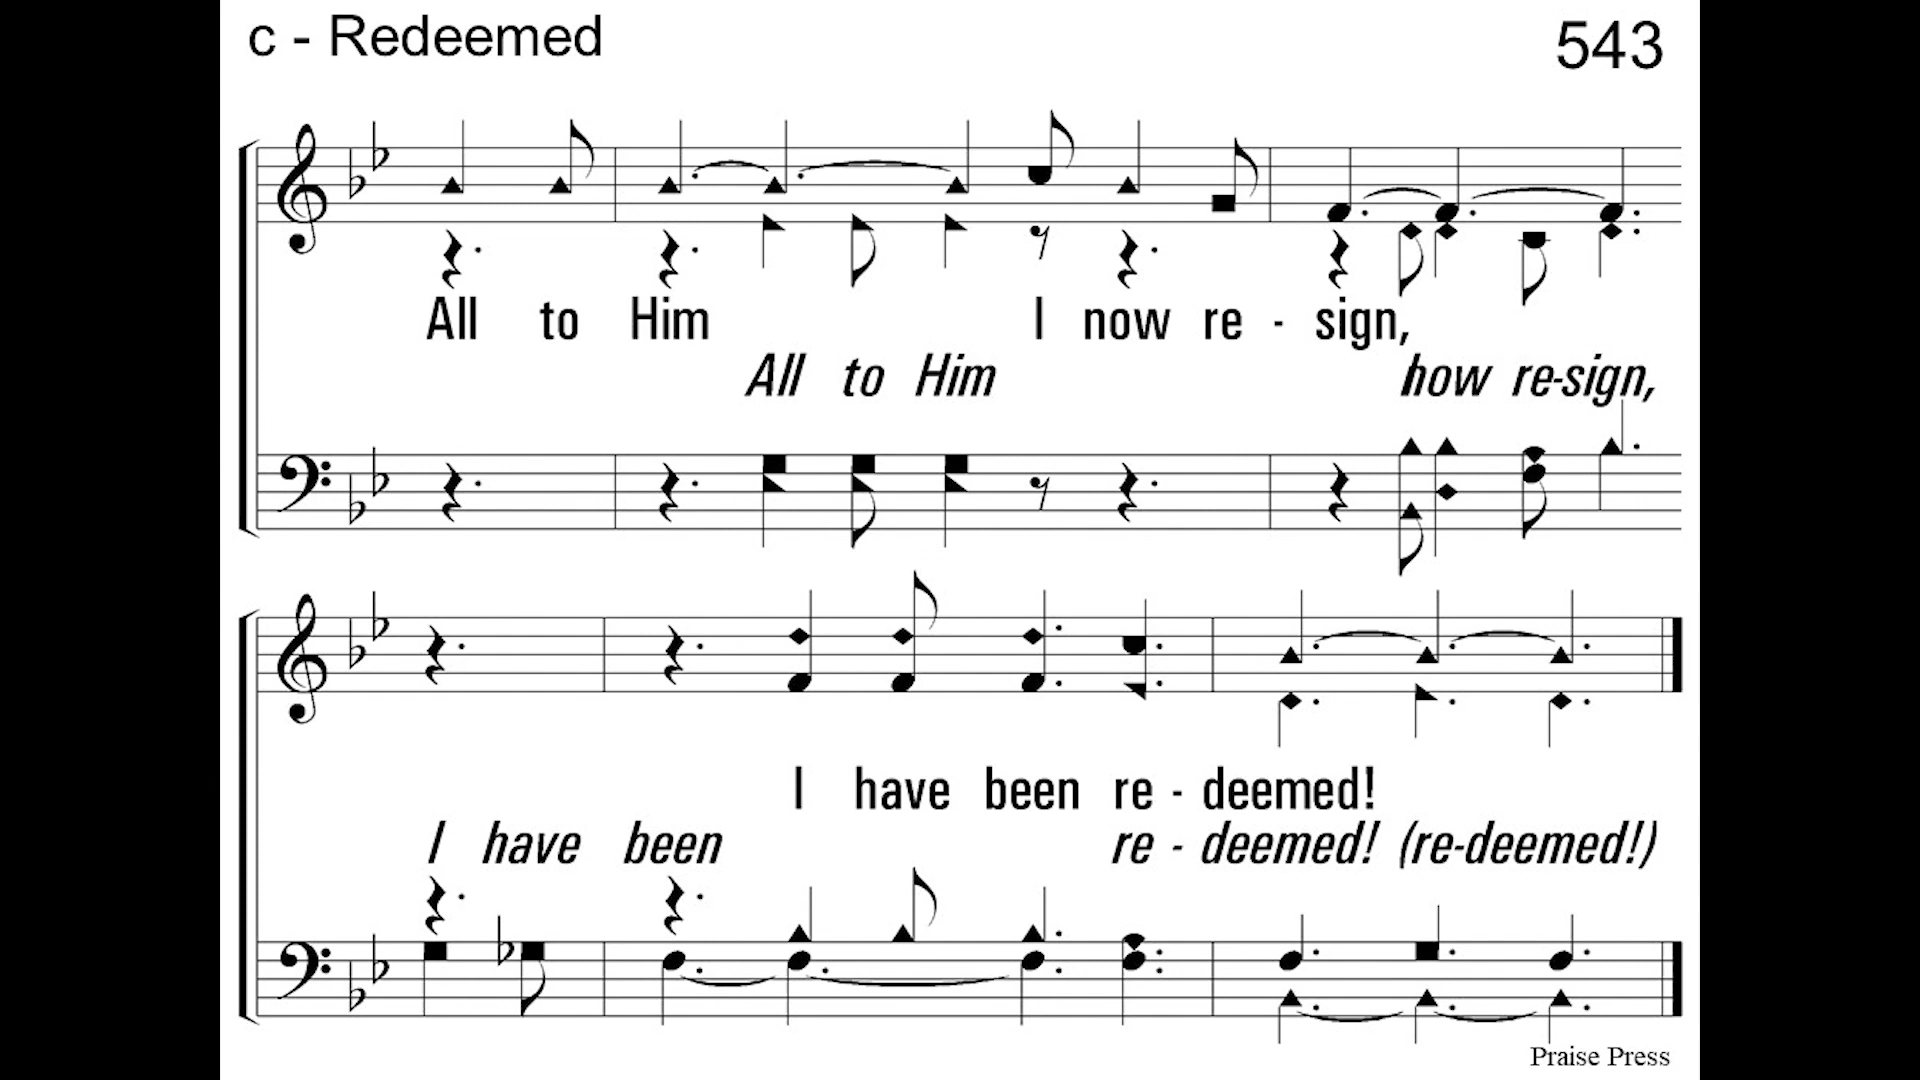 c - Redeemed 543
All to Him I now re - sign,
All to Him how re-sign,
I have been re - deemed!
I have been re - deemed! (re-deemed!)
Praise Press